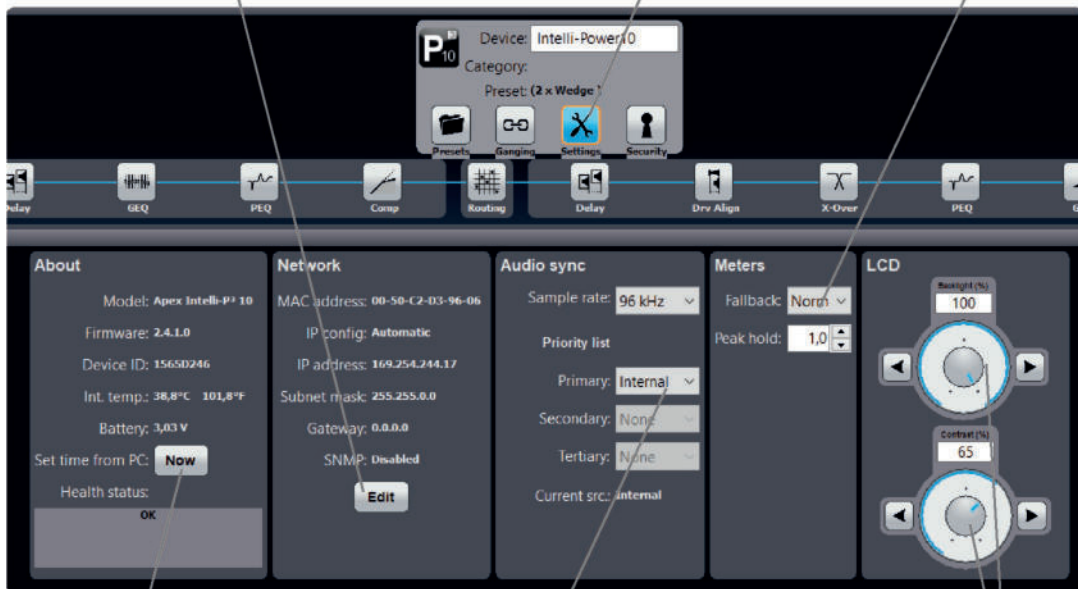 P 3 10
Device: Intelli-Power10
Category:
Preset: (2 x Wedge )
Presets Ganging Settings Security
Delay GEQ PEQ Comp Routing Delay Drv Align X-Over PEQ G
About
Model: Apex Intelli-P³ 10
Firmware: 2.4.1.0
Device ID: 1565D246
Int. temp.: 38,8°C 101,8°F
Battery: 3,03 V
Set time from PC: Now
Health status:
OK
Network
MAC address: 00-50-C2-D3-96-06
IP config: Automatic
IP address: 169.254.244.17
Subnet mask: 255.255.0.0
Gateway: 0.0.0.0
SNMP: Disabled
Edit
Audio sync
Sample rate: 96 kHz
Priority list
Primary: Internal
Secondary: None
Tertiary: None
Current src.: Internal
Meters
Fallback: Norm
Peak hold: 1,0
LCD
Backlight (%)
100
Contrast (%)
65